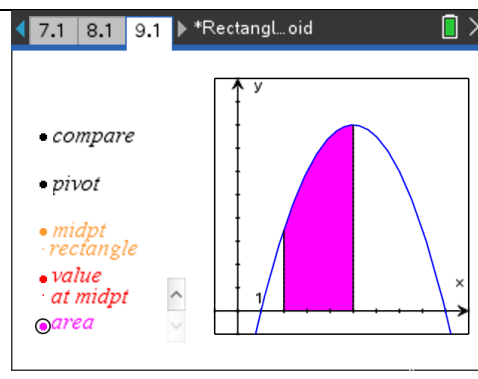 7.1 8.1 9.1 *Rectangl...oid
y
compare
pivot
midpt
rectangle
value
at midpt
area
1
x